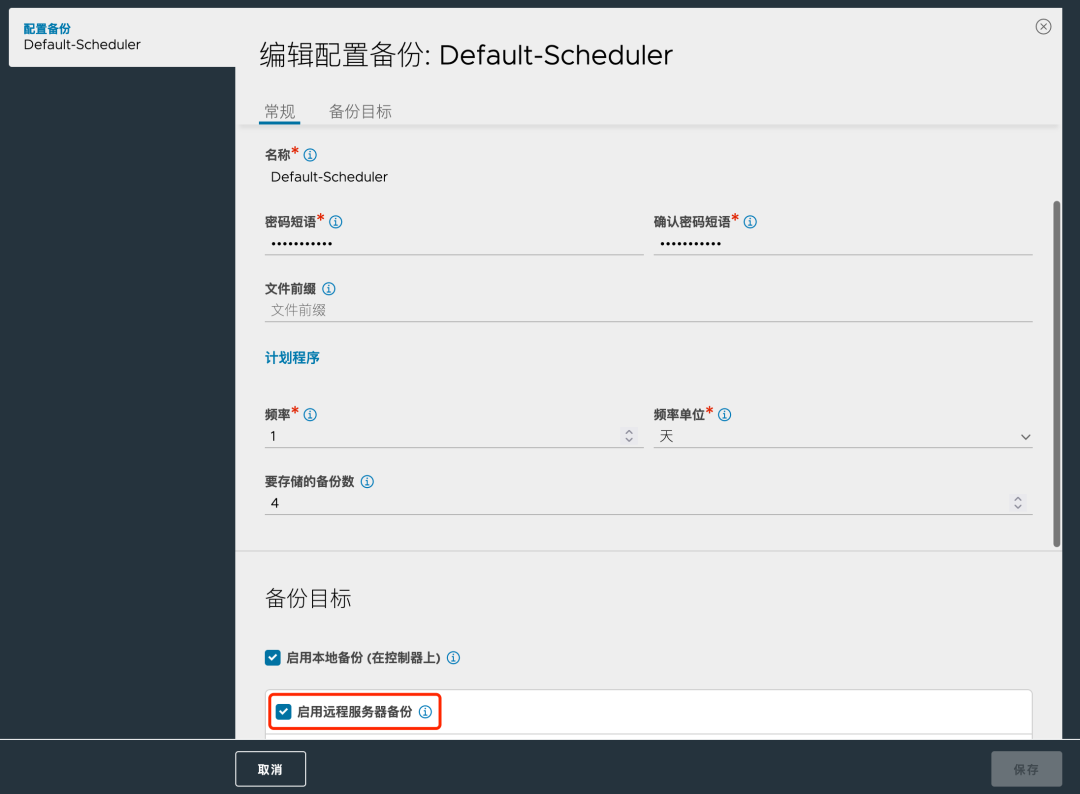 配置备份
Default-Scheduler
编辑配置备份: Default-Scheduler
常规 备份目标
名称*
Default-Scheduler
密码短语* 确认密码短语*
••••••••••• •••••••••••
文件前缀
文件前缀
计划程序
频率* 频率单位*
1 天
要存储的备份数
4
备份目标
启用本地备份 (在控制器上)
启用远程服务器备份
取消 保存